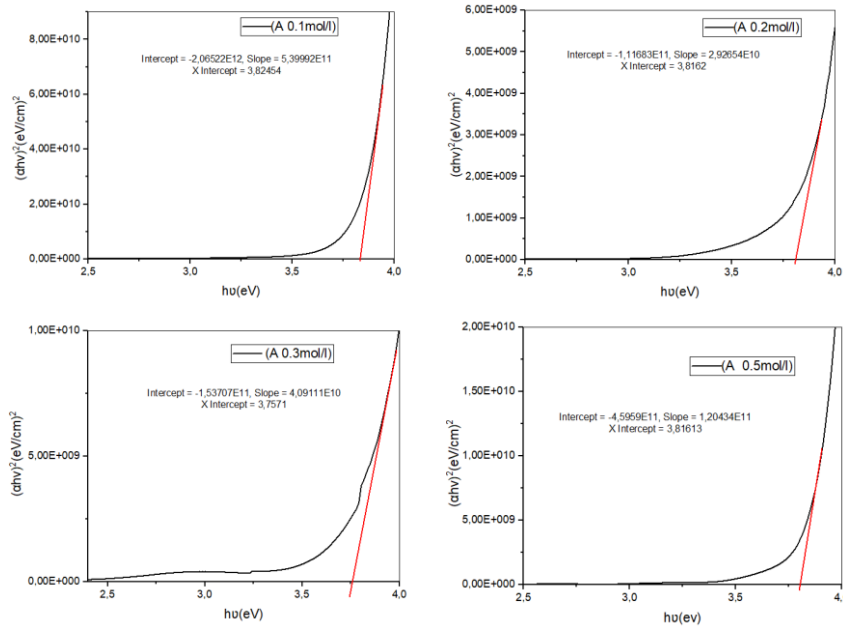 (A 0.1mol/l)
Intercept = -2,06522E12, Slope = 5,39992E11
X Intercept = 3,82454
8,00E+010
6,00E+010
4,00E+010
2,00E+010
0,00E+000
(αhν)²(eV/cm)²
2,5 3,0 3,5 4,0
hυ(eV)
(A 0.2mol/l)
Intercept = -1,11683E11, Slope = 2,92654E10
X Intercept = 3,8162
6,00E+009
5,00E+009
4,00E+009
3,00E+009
2,00E+009
1,00E+009
0,00E+000
(αhν)²(eV/cm)²
2,5 3,0 3,5 4,0
hυ(eV)
(A 0.3mol/l)
Intercept = -1,53707E11, Slope = 4,09111E10
X Intercept = 3,7571
1,00E+010
5,00E+009
0,00E+000
(αhν)²(eV/cm)²
2,5 3,0 3,5 4,0
hυ(eV)
(A 0.5mol/l)
Intercept = -4,5959E11, Slope = 1,20434E11
X Intercept = 3,81613
2,00E+010
1,50E+010
1,00E+010
5,00E+009
0,00E+000
(αhν)²(eV/cm)²
2,5 3,0 3,5 4,
hυ(ev)